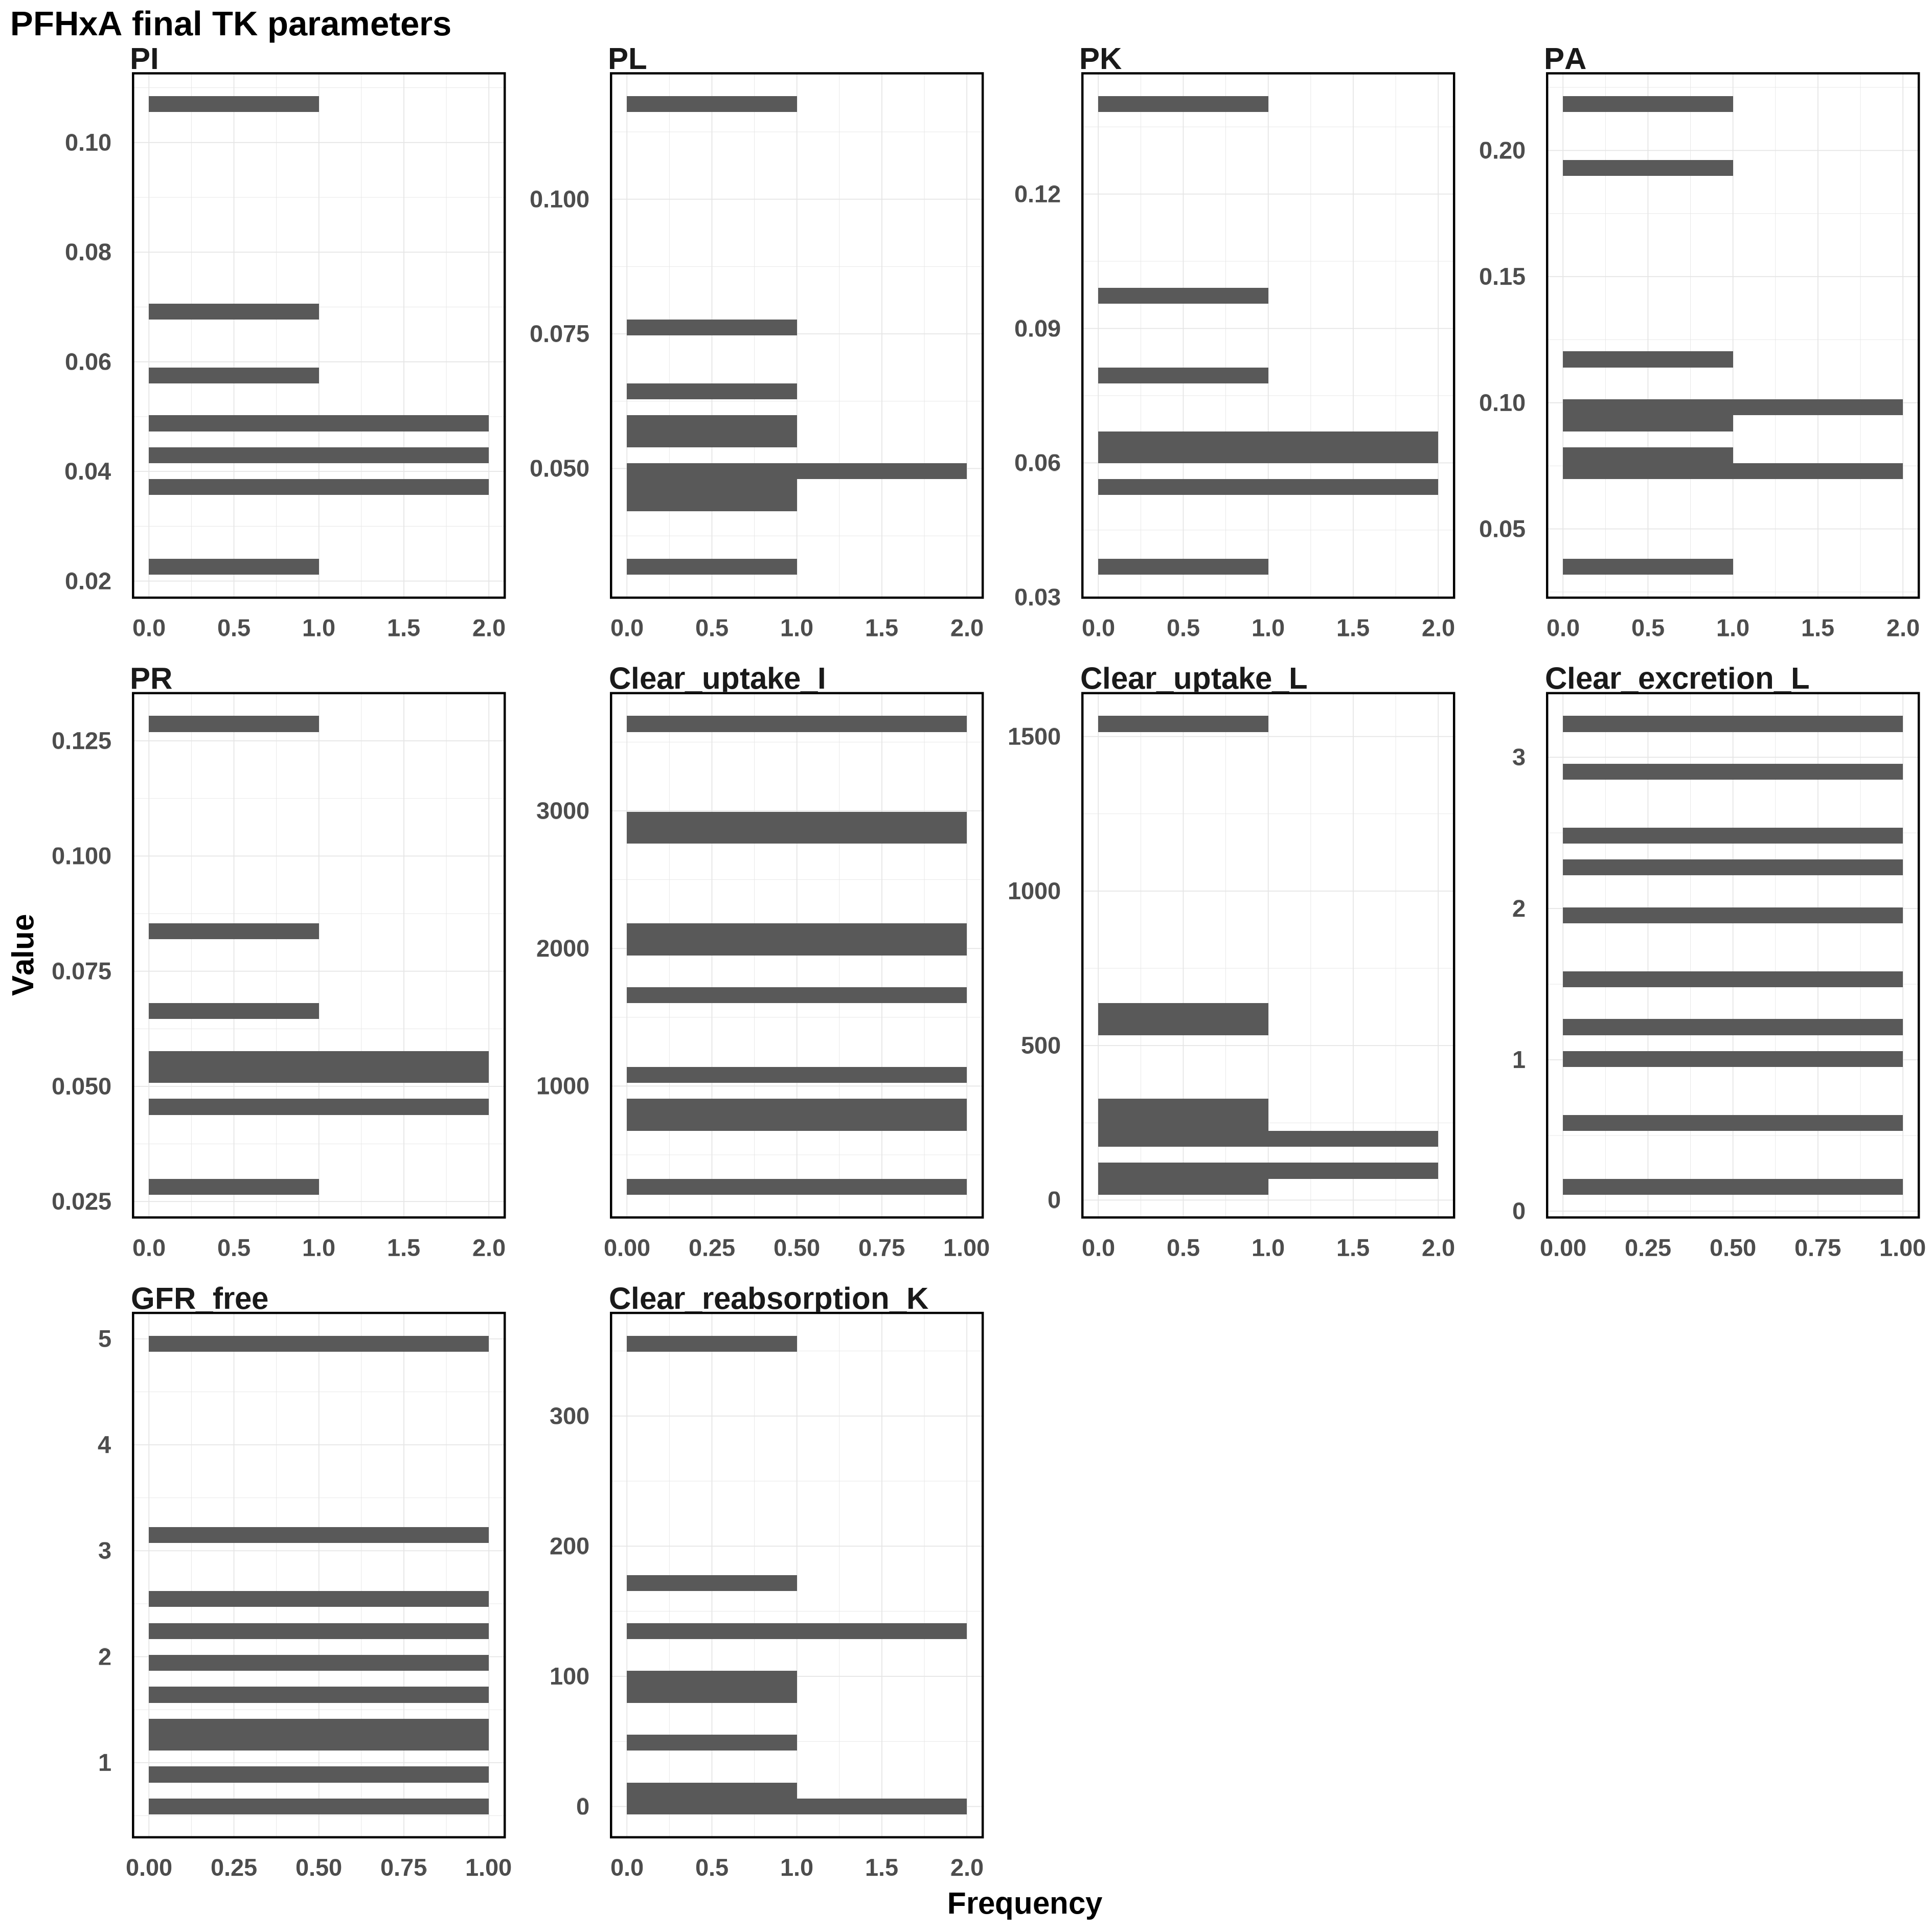 PFHxA final TK parameters
PI PL PK PA
0.10
0.08
0.06
0.04
0.02
0.100
0.075
0.050
0.12
0.09
0.06
0.03
0.20
0.15
0.10
0.05
0.0 0.5 1.0 1.5 2.0
0.0 0.5 1.0 1.5 2.0
0.0 0.5 1.0 1.5 2.0
0.0 0.5 1.0 1.5 2.0
PR Clear_uptake_I Clear_uptake_L Clear_excretion_L
Value
0.125
0.100
0.075
0.050
0.025
3000
2000
1000
1500
1000
500
0
3
2
1
0
0.0 0.5 1.0 1.5 2.0
0.00 0.25 0.50 0.75 1.00
0.0 0.5 1.0 1.5 2.0
0.00 0.25 0.50 0.75 1.00
GFR_free Clear_reabsorption_K
5
4
3
2
1
300
200
100
0
0.00 0.25 0.50 0.75 1.00
0.0 0.5 1.0 1.5 2.0
Frequency